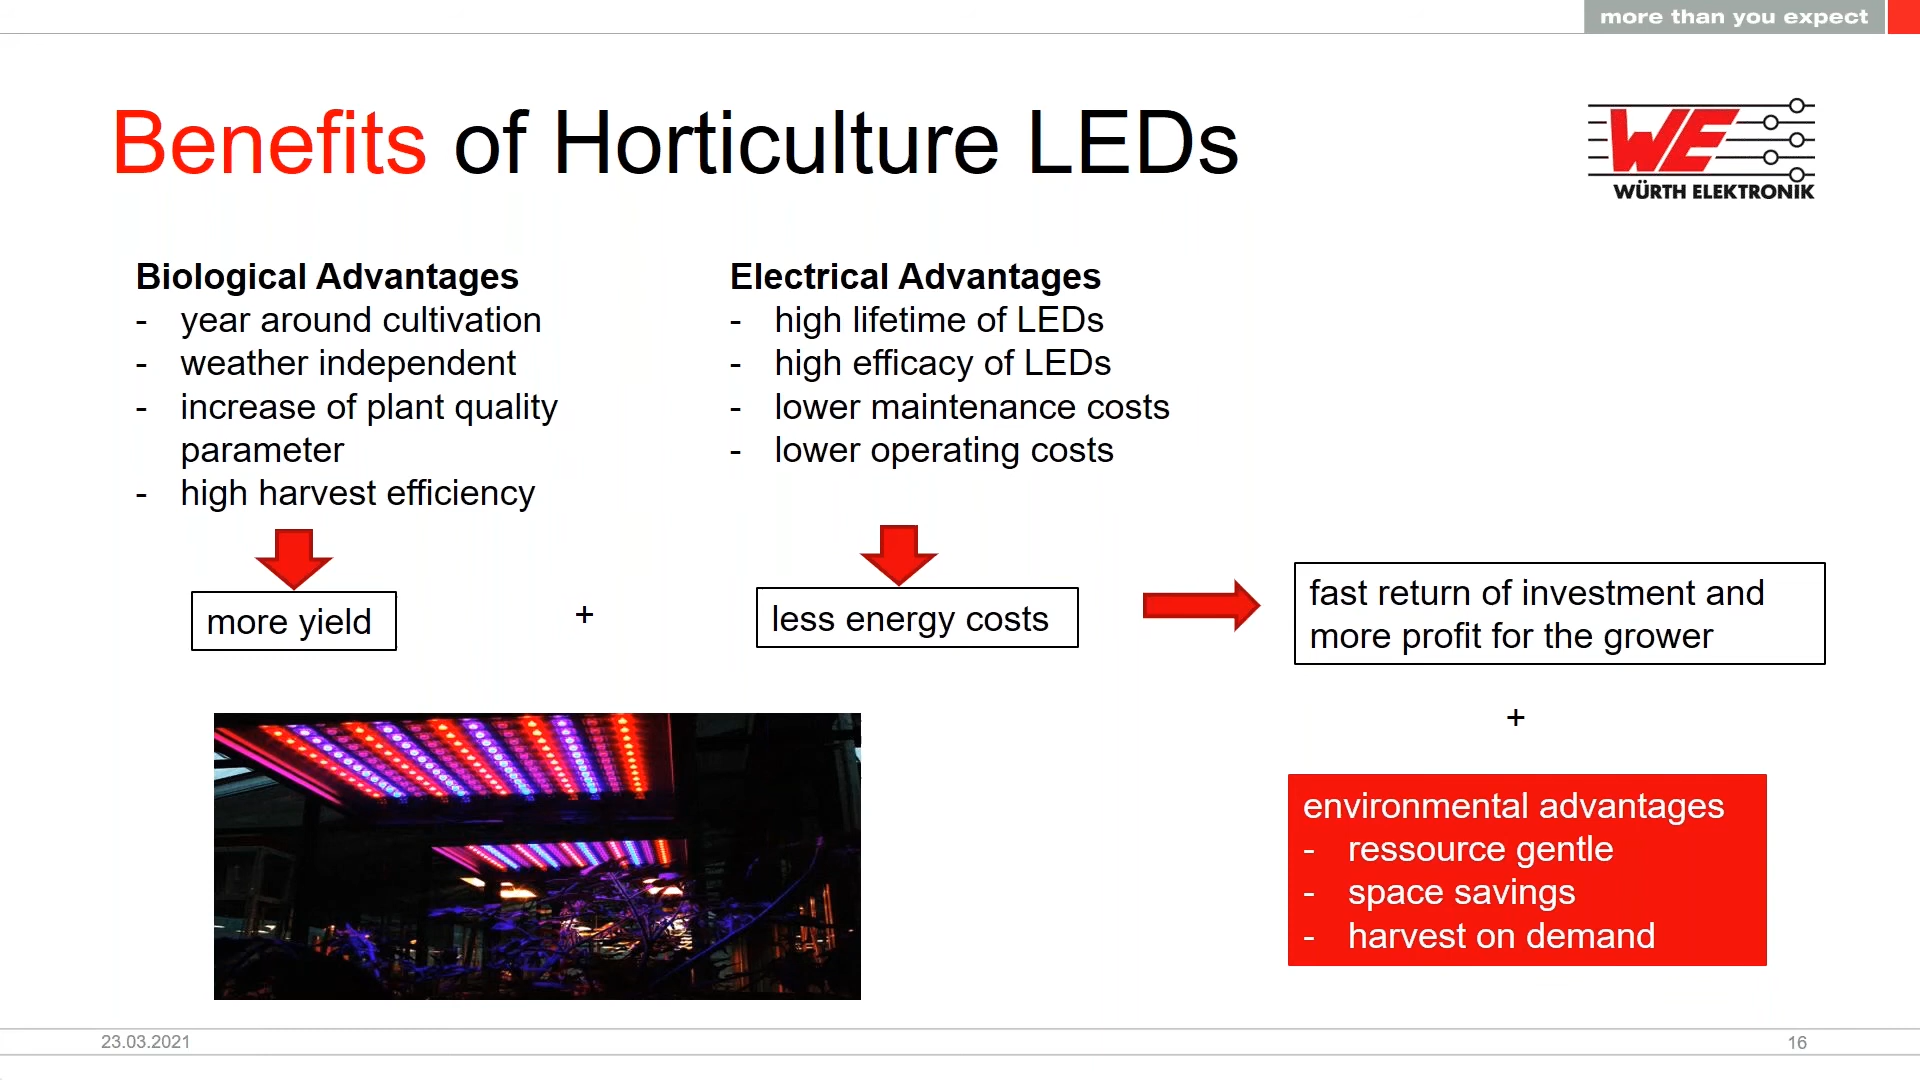 more than you expect
Benefits of Horticulture LEDs
WE
WÜRTH ELEKTRONIK
Biological Advantages
- year around cultivation
- weather independent
- increase of plant quality
parameter
- high harvest efficiency
Electrical Advantages
- high lifetime of LEDs
- high efficacy of LEDs
- lower maintenance costs
- lower operating costs
more yield
+
less energy costs
fast return of investment and
more profit for the grower
+
environmental advantages
- ressource gentle
- space savings
- harvest on demand
23.03.2021
16